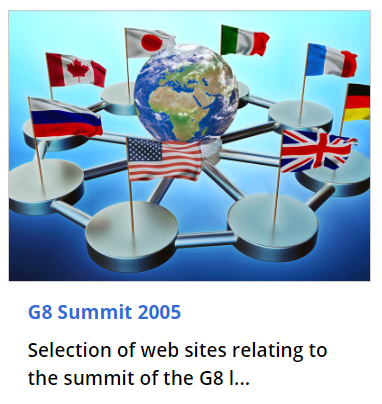 G8 Summit 2005
Selection of web sites relating to
the summit of the G8 l...